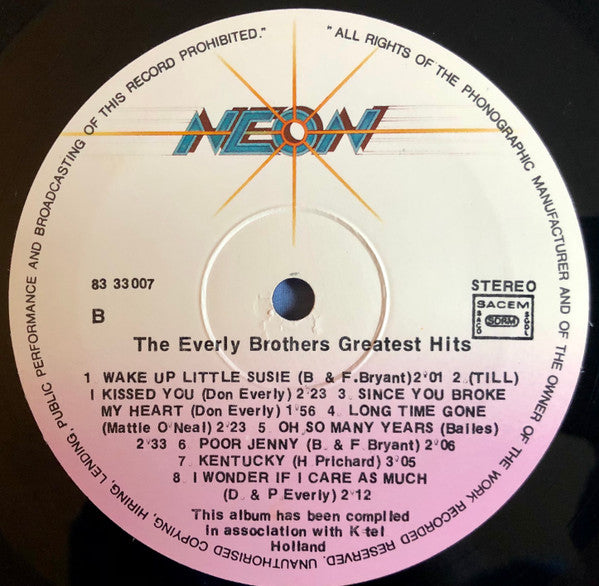 "ALL RIGHTS OF THE PHONOGRAPHIC MANUFACTURER AND OF THE OWNER OF THE WORK RECORDED RESERVED. UNAUTHORISED COPYING, HIRING, LENDING, PUBLIC PERFORMANCE AND BROADCASTING OF THIS RECORD PROHIBITED."
NEON
83 33007
STEREO
B
SACEM
SACD SDRM SGDL
The Everly Brothers Greatest Hits
1 WAKE UP LITTLE SUSIE (B & F.Bryant) 2'01 2 (TILL)
I KISSED YOU (Don Everly) 2'23 3 SINCE YOU BROKE
MY HEART (Don Everly) 1'56 4 LONG TIME GONE
(Mattie O'Neal) 2'23 5 OH SO MANY YEARS (Bailes)
2'33 6 POOR JENNY (B & F. Bryant) 2'06
7 KENTUCKY (H Prichard) 3'05
8 I WONDER IF I CARE AS MUCH
(D & P Everly) 2'12
This album has been compiled
in association with K tel
Holland